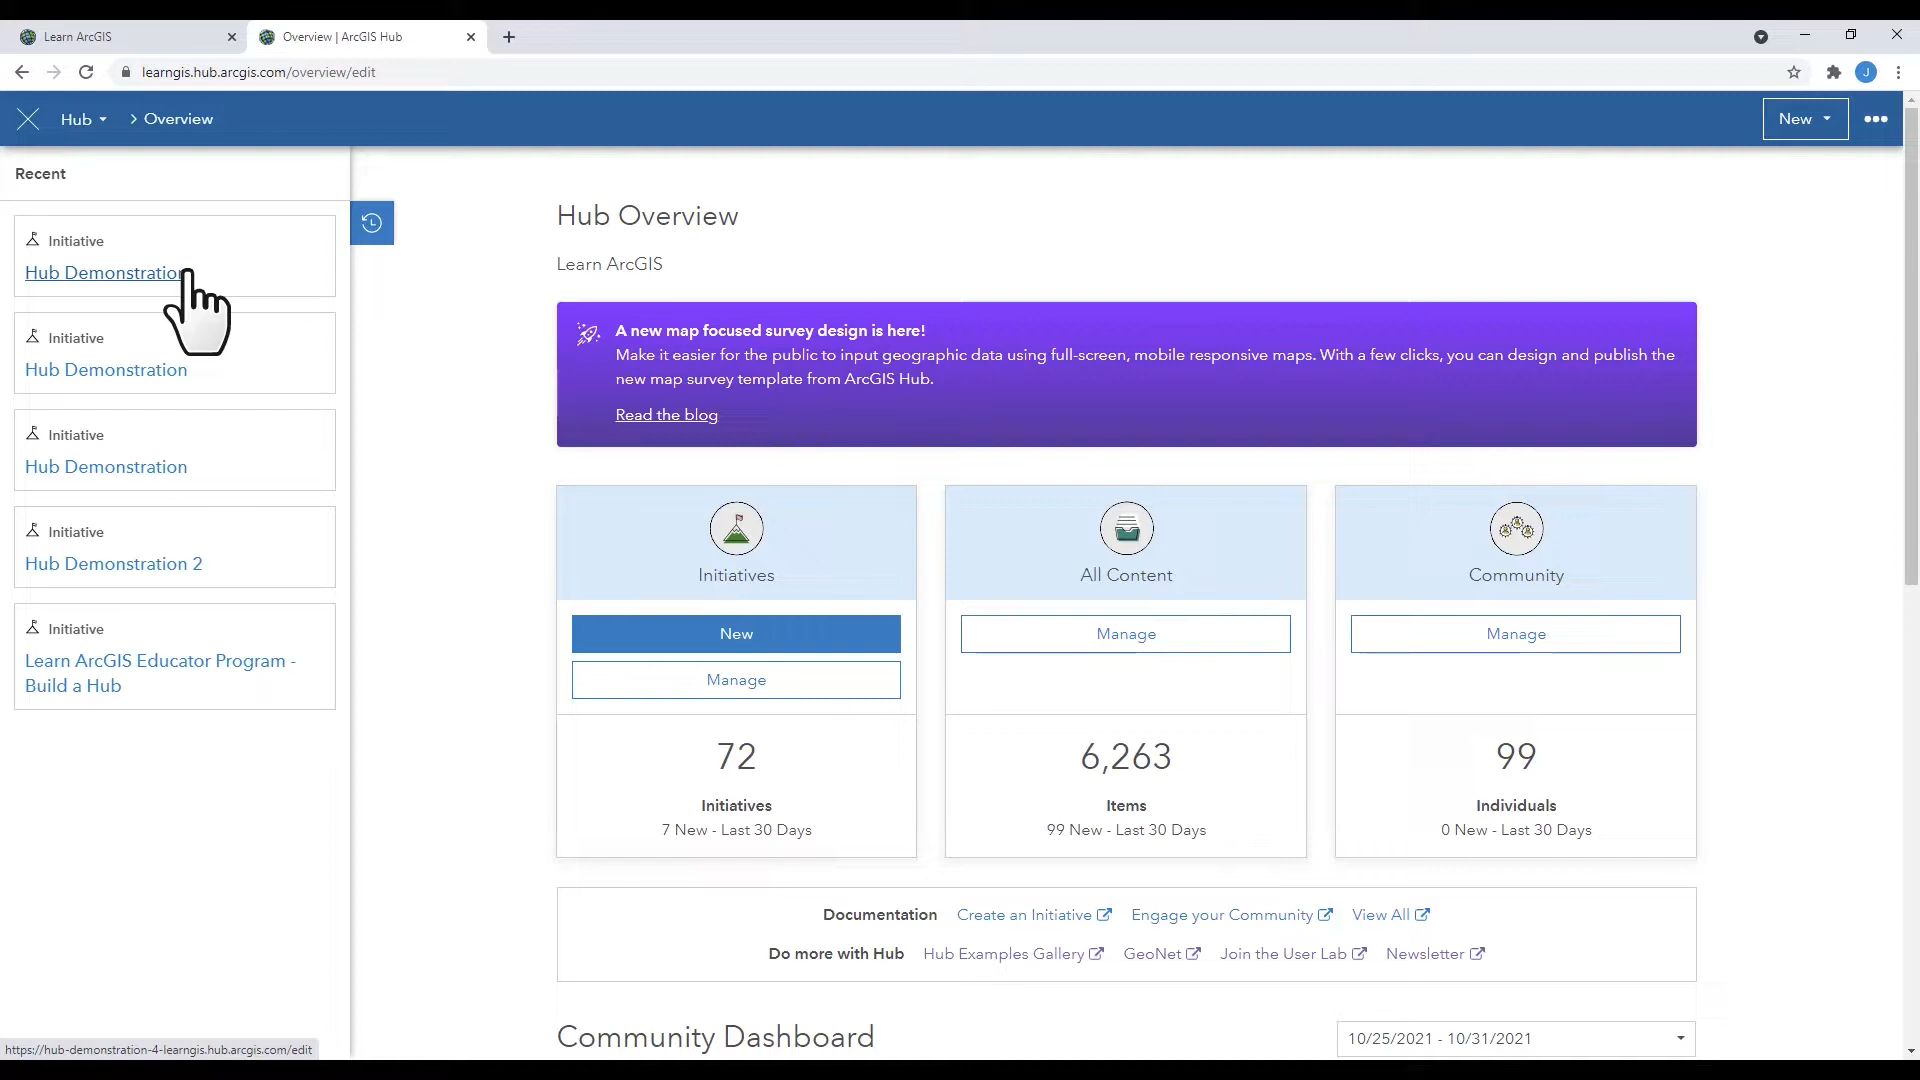 Learn ArcGIS
Overview | ArcGIS Hub
learngis.hub.arcgis.com/overview/edit
J
Hub
Overview
New
Recent
Initiative
Hub Demonstration
Initiative
Hub Demonstration
Initiative
Hub Demonstration
Initiative
Hub Demonstration 2
Initiative
Learn ArcGIS Educator Program -
Build a Hub
Hub Overview
Learn ArcGIS
A new map focused survey design is here!
Make it easier for the public to input geographic data using full-screen, mobile responsive maps. With a few clicks, you can design and publish the
new map survey template from ArcGIS Hub.
Read the blog
Initiatives
New
Manage
72
Initiatives
7 New - Last 30 Days
All Content
Manage
6,263
Items
99 New - Last 30 Days
Community
Manage
99
Individuals
0 New - Last 30 Days
Documentation Create an Initiative Engage your Community View All
Do more with Hub Hub Examples Gallery GeoNet Join the User Lab Newsletter
Community Dashboard
10/25/2021 - 10/31/2021
https://hub-demonstration-4-learngis.hub.arcgis.com/edit